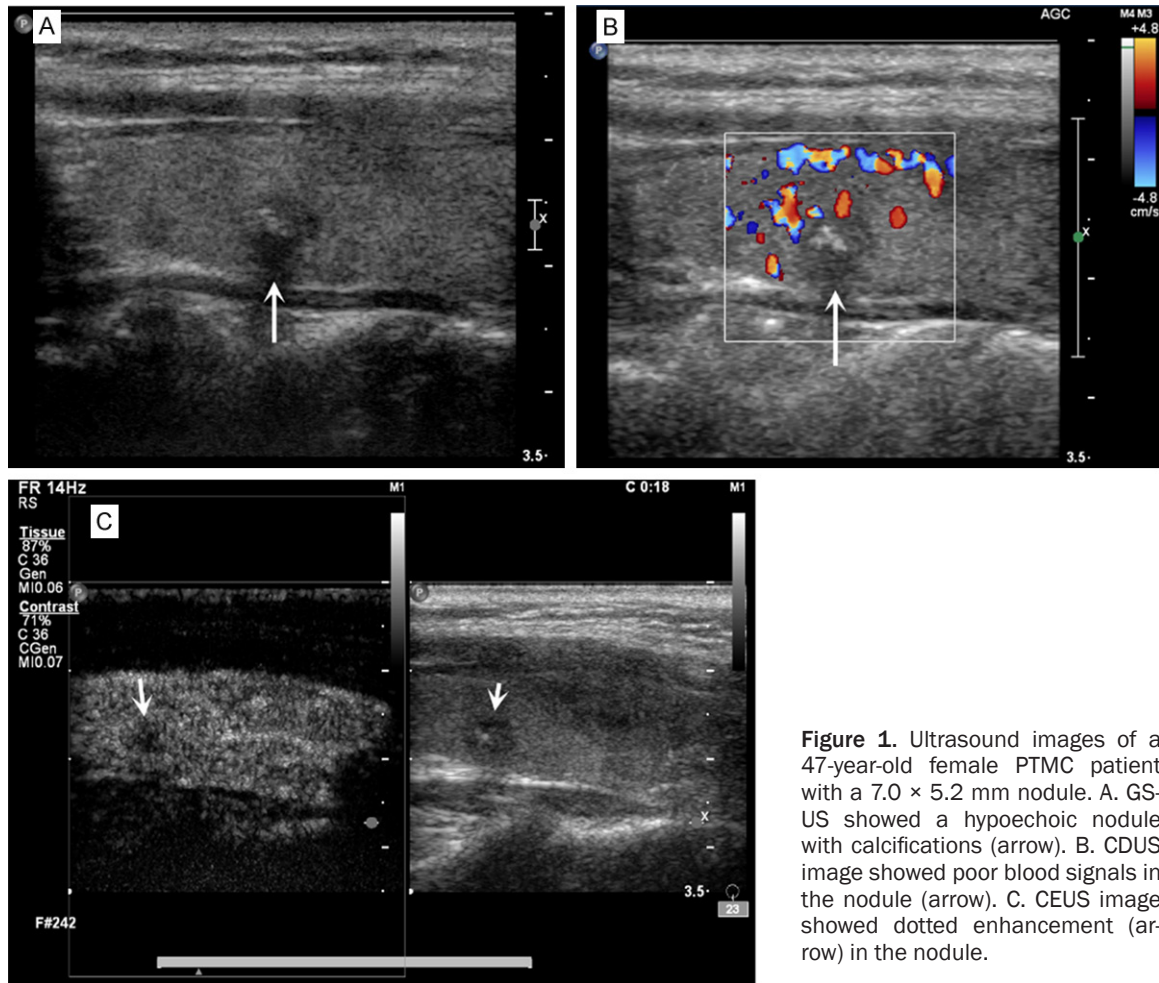 A
P
X
3.5
B
P
AGC
M4 M3
+4.8
-4.8
cm/s
X
3.5
FR 14Hz
RS
M1
C 0:18
M1
C
Tissue
87%
C 36
Gen
MI0.06
Contrast
71%
C 36
CGen
MI0.07
P
P
X
3.5
23
F#242
Figure 1. Ultrasound images of a
47-year-old female PTMC patient
with a 7.0 × 5.2 mm nodule. A. GS-
US showed a hypoechoic nodule
with calcifications (arrow). B. CDUS
image showed poor blood signals in
the nodule (arrow). C. CEUS image
showed dotted enhancement (ar-
row) in the nodule.